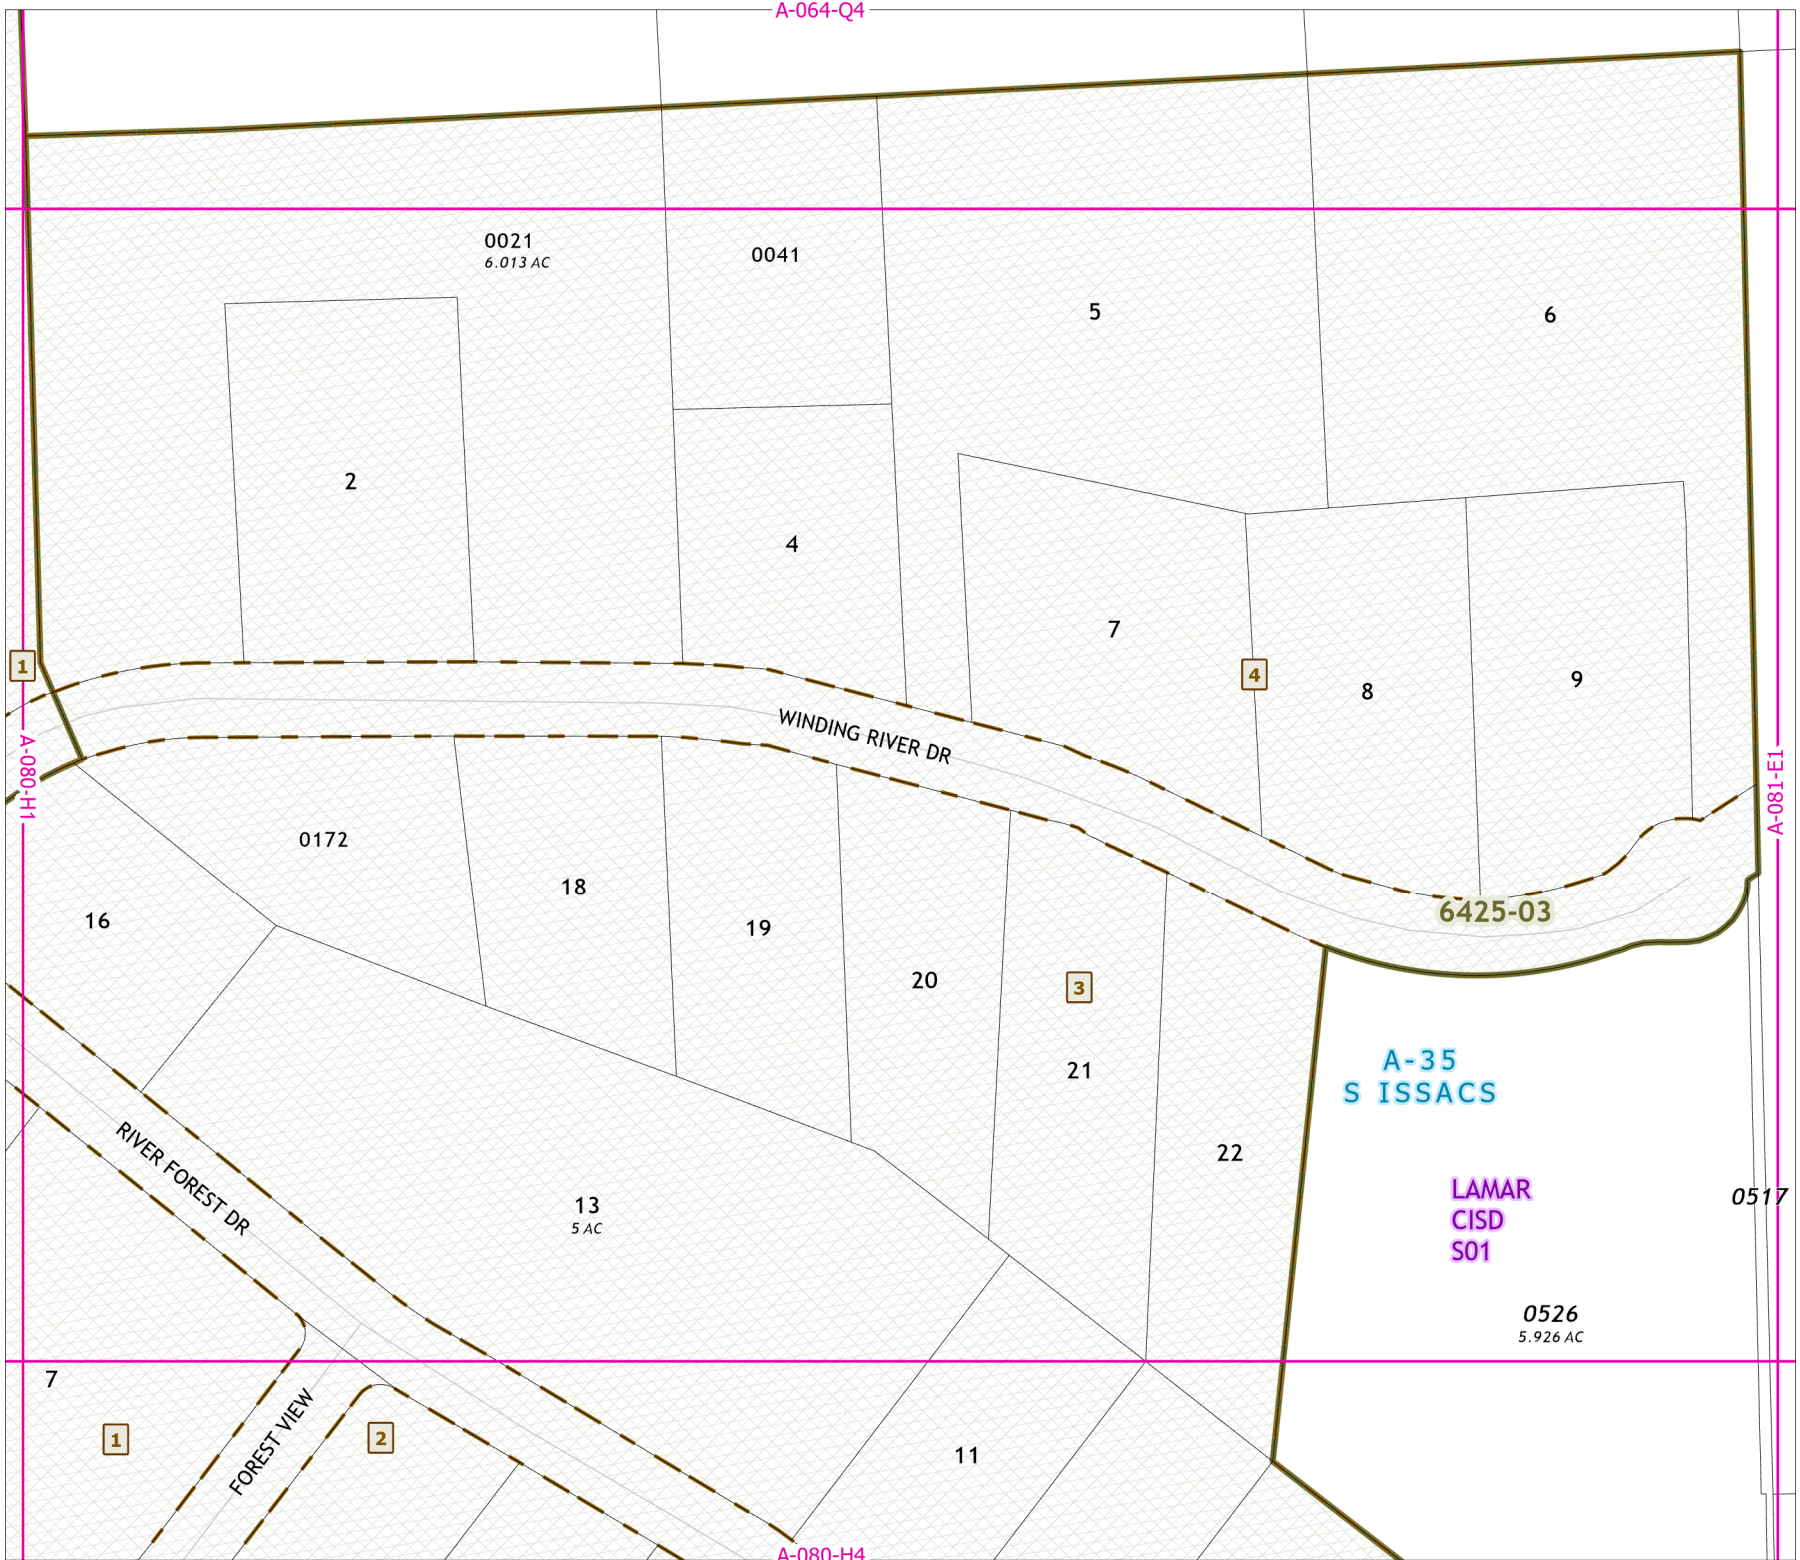 A-064-Q4
0021
6.013 AC
0041
5
6
2
4
7
1
4
8
9
WINDING RIVER DR
A-080-H1
A-081-E1
0172
18
16
19
6425-03
20
3
21
A-35
S ISSACS
RIVER FOREST DR
22
LAMAR
CISD
S01
0517
13
5 AC
0526
5.926 AC
7
1
2
FOREST VIEW
11
A-080-H4